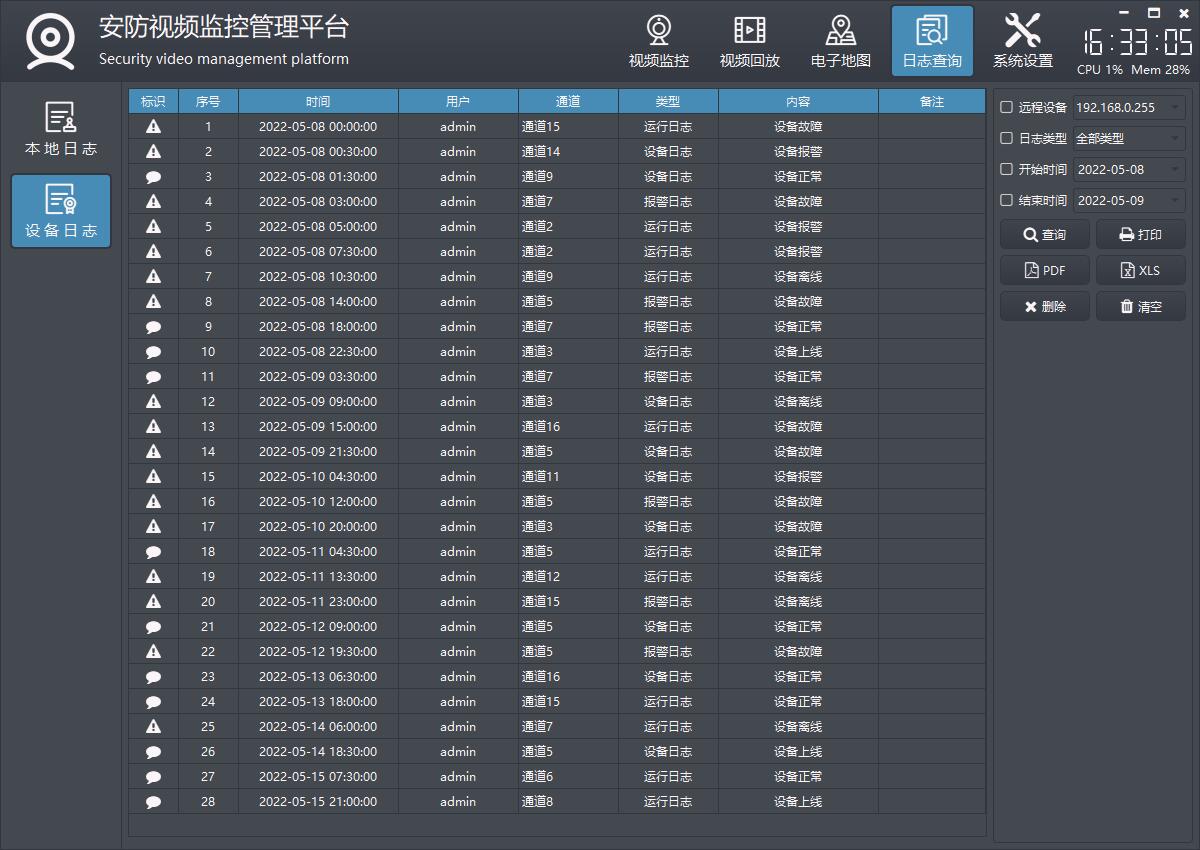 安防视频监控管理平台
Security video management platform
视频监控
视频回放
电子地图
日志查询
系统设置
16:33:05
CPU 1% Mem 28%
本地日志
设备日志
标识 序号 时间 用户 通道 类型 内容 备注
1 2022-05-08 00:00:00 admin 通道15 运行日志 设备故障
2 2022-05-08 00:30:00 admin 通道14 设备日志 设备报警
3 2022-05-08 01:30:00 admin 通道9 设备日志 设备正常
4 2022-05-08 03:00:00 admin 通道7 报警日志 设备故障
5 2022-05-08 05:00:00 admin 通道2 运行日志 设备报警
6 2022-05-08 07:30:00 admin 通道2 运行日志 设备报警
7 2022-05-08 10:30:00 admin 通道9 运行日志 设备离线
8 2022-05-08 14:00:00 admin 通道5 报警日志 设备故障
9 2022-05-08 18:00:00 admin 通道7 报警日志 设备正常
10 2022-05-08 22:30:00 admin 通道3 运行日志 设备上线
11 2022-05-09 03:30:00 admin 通道7 报警日志 设备正常
12 2022-05-09 09:00:00 admin 通道3 设备日志 设备离线
13 2022-05-09 15:00:00 admin 通道16 运行日志 设备故障
14 2022-05-09 21:30:00 admin 通道5 设备日志 设备故障
15 2022-05-10 04:30:00 admin 通道11 设备日志 设备报警
16 2022-05-10 12:00:00 admin 通道5 报警日志 设备故障
17 2022-05-10 20:00:00 admin 通道3 设备日志 设备故障
18 2022-05-11 04:30:00 admin 通道5 运行日志 设备正常
19 2022-05-11 13:30:00 admin 通道12 运行日志 设备离线
20 2022-05-11 23:00:00 admin 通道15 报警日志 设备离线
21 2022-05-12 09:00:00 admin 通道5 设备日志 设备正常
22 2022-05-12 19:30:00 admin 通道5 报警日志 设备故障
23 2022-05-13 06:30:00 admin 通道16 设备日志 设备正常
24 2022-05-13 18:00:00 admin 通道15 运行日志 设备正常
25 2022-05-14 06:00:00 admin 通道7 运行日志 设备离线
26 2022-05-14 18:30:00 admin 通道5 设备日志 设备上线
27 2022-05-15 07:30:00 admin 通道6 运行日志 设备正常
28 2022-05-15 21:00:00 admin 通道8 运行日志 设备上线
远程设备 192.168.0.255
日志类型 全部类型
开始时间 2022-05-08
结束时间 2022-05-09
查询 打印
PDF XLS
删除 清空